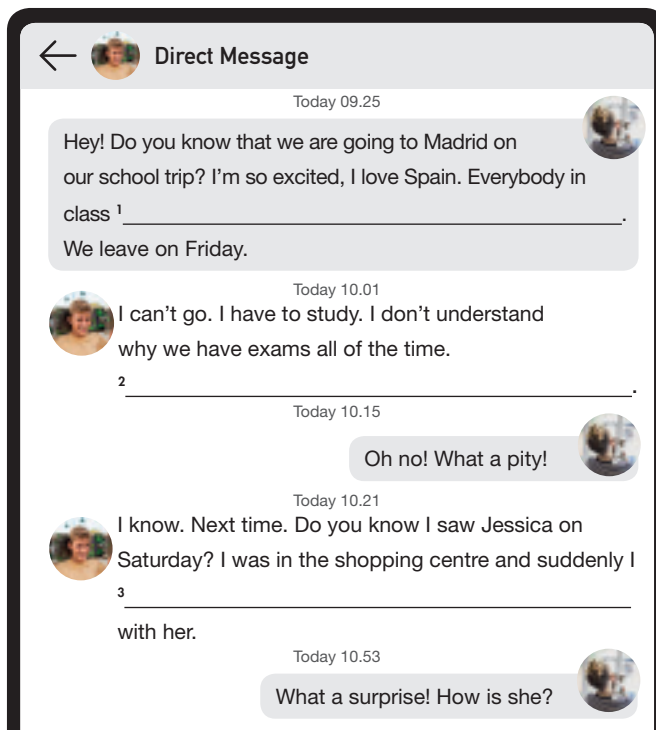 Direct Message
Today 09.25
Hey! Do you know that we are going to Madrid on
our school trip? I'm so excited, I love Spain. Everybody in
class 1_______________.
We leave on Friday.
Today 10.01
I can't go. I have to study. I don't understand
why we have exams all of the time.
2_______________.
Today 10.15
Oh no! What a pity!
Today 10.21
I know. Next time. Do you know I saw Jessica on
Saturday? I was in the shopping centre and suddenly I
3_______________
with her.
Today 10.53
What a surprise! How is she?